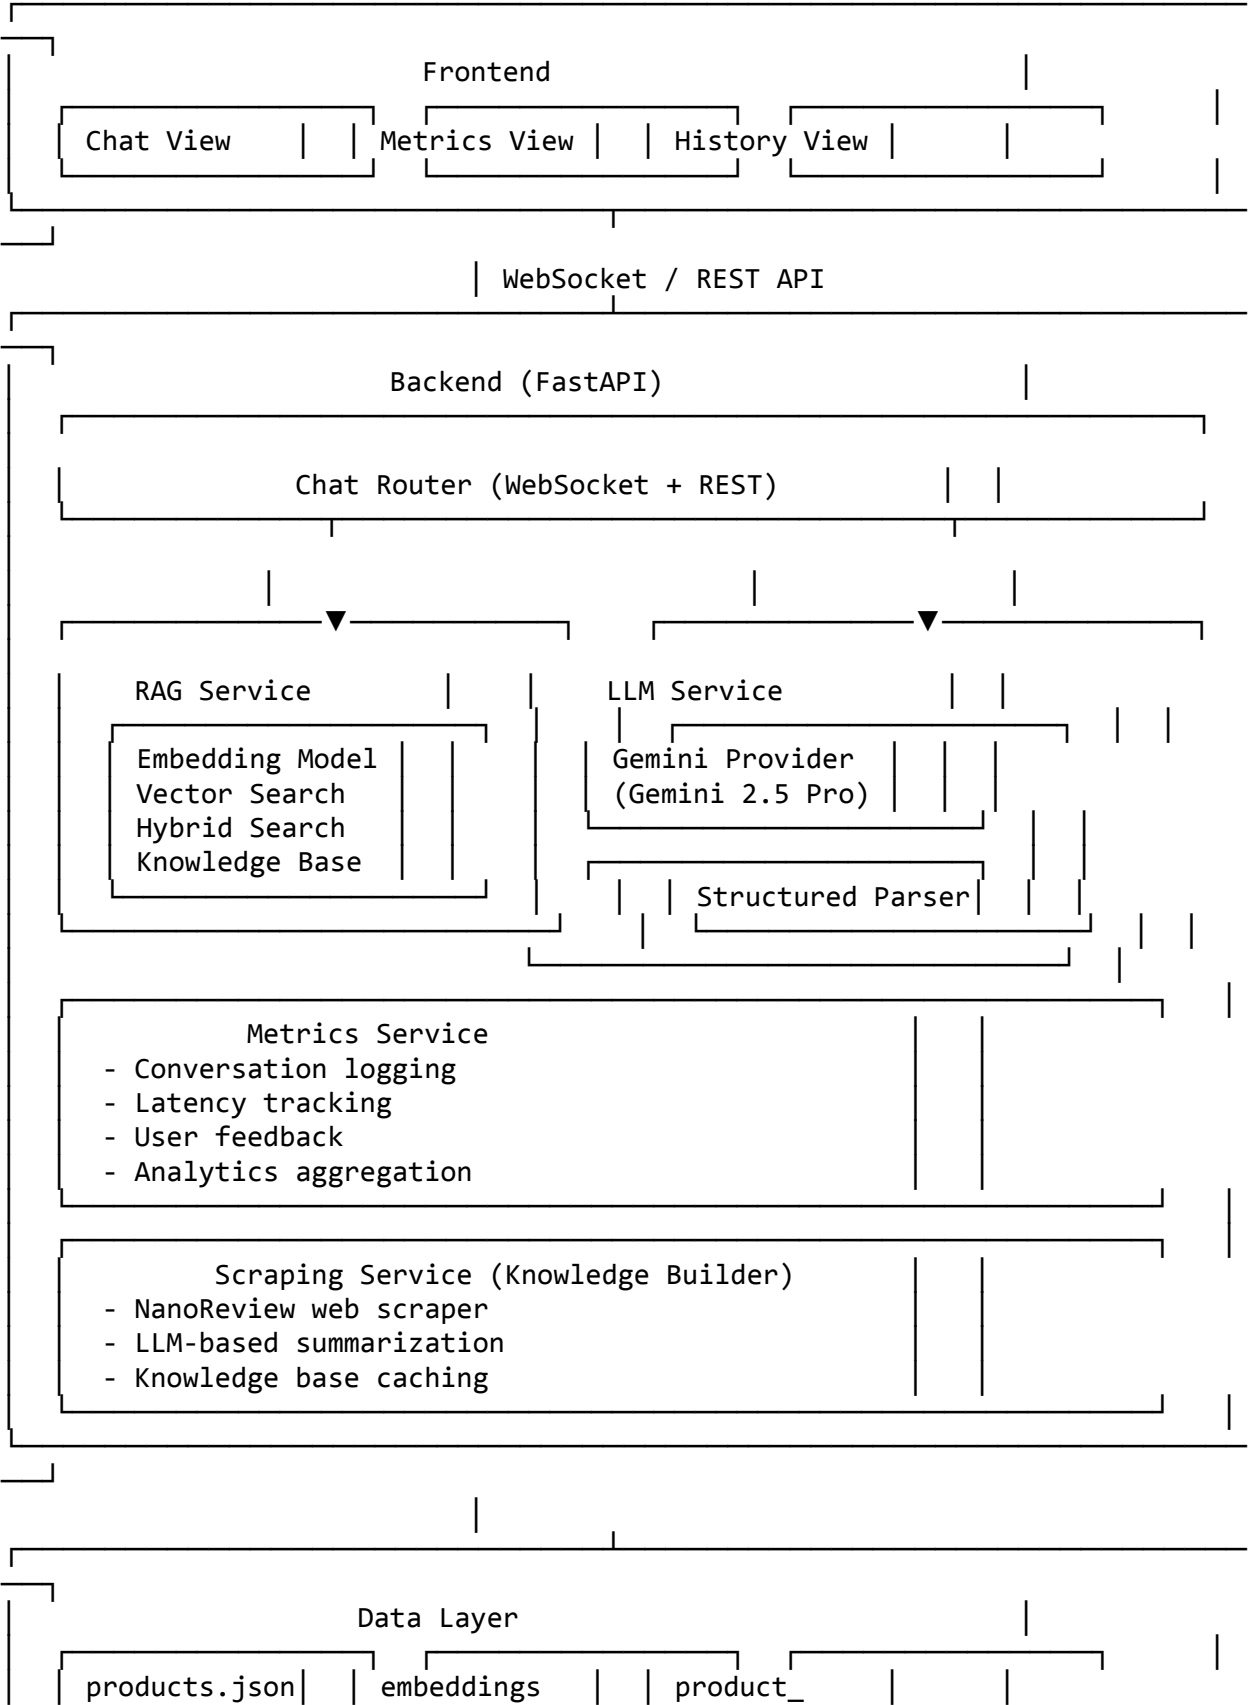 Frontend
Chat View Metrics View History View
WebSocket / REST API
Backend (FastAPI)
Chat Router (WebSocket + REST)
RAG Service LLM Service
Embedding Model Gemini Provider
Vector Search (Gemini 2.5 Pro)
Hybrid Search
Knowledge Base
Structured Parser
Metrics Service
- Conversation logging
- Latency tracking
- User feedback
- Analytics aggregation
Scraping Service (Knowledge Builder)
- NanoReview web scraper
- LLM-based summarization
- Knowledge base caching
Data Layer
products.json embeddings product_